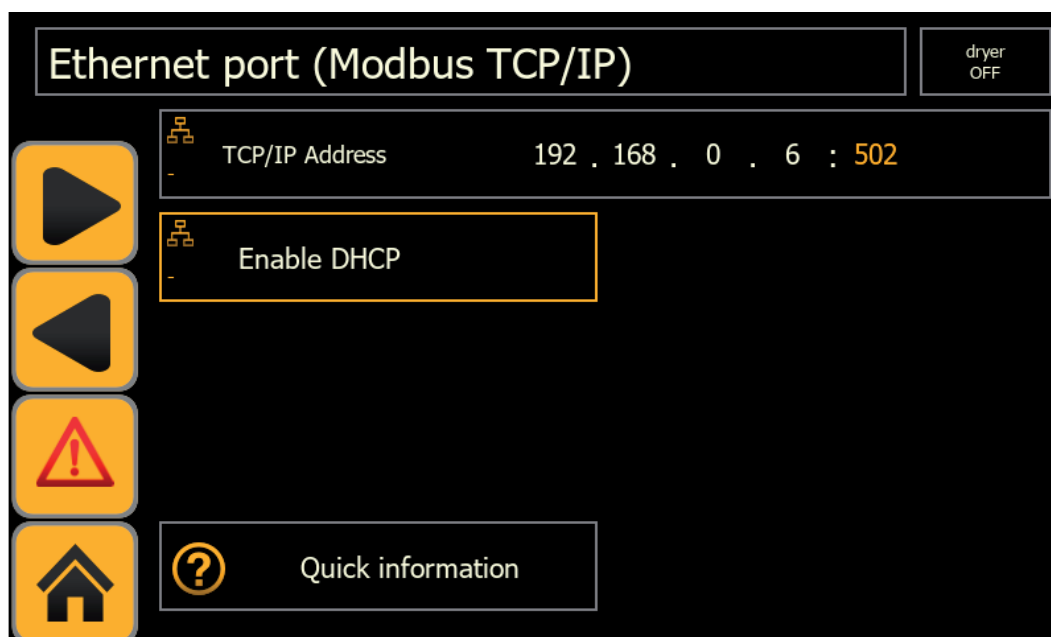 Ethernet port (Modbus TCP/IP)
dryer
OFF
TCP/IP Address 192 . 168 . 0 . 6 : 502
-
Enable DHCP
-
? Quick information